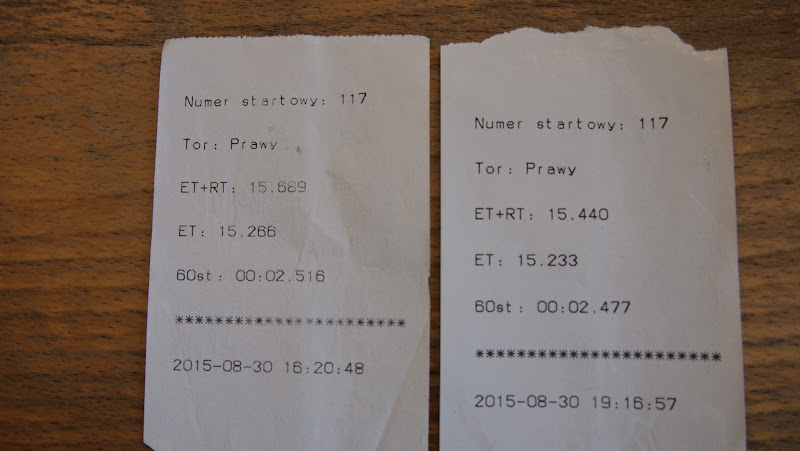 Numer startowy: 117
Tor: Prawy
ET+RT: 15.689
ET: 15.266
60st: 00:02.516
***********************
2015-08-30 16:20:48
Numer startowy: 117
Tor: Prawy
ET+RT: 15.440
ET: 15.233
60st: 00:02.477
***********************
2015-08-30 19:16:57